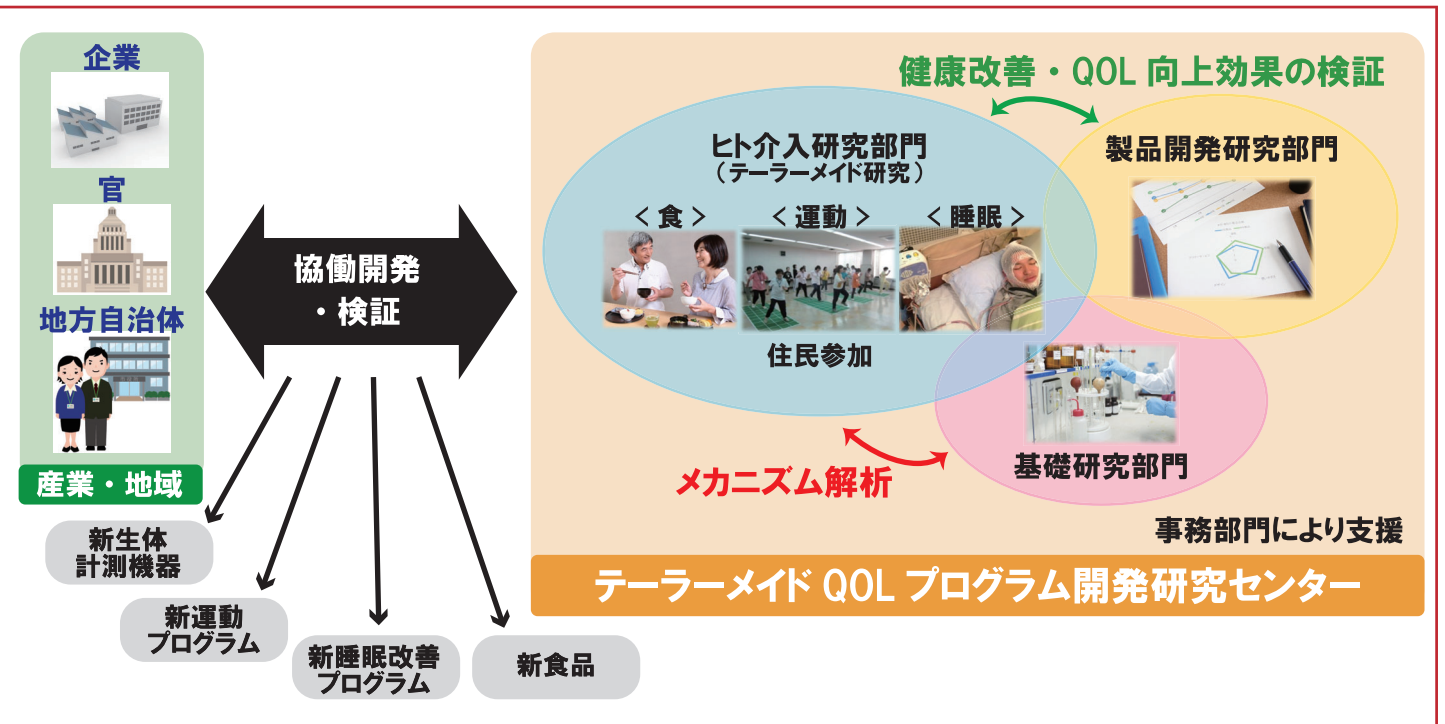 企業
官
地方自治体
産業・地域
協働開発
・検証
新生体
計測機器
新運動
プログラム
新睡眠改善
プログラム
新食品
健康改善・QOL 向上効果の検証
ヒト介入研究部門
(テーラーメイド研究)
<食>
<運動>
<睡眠>
住民参加
製品開発研究部門
基礎研究部門
メカニズム解析
事務部門により支援
テーラーメイド QOL プログラム開発研究センター